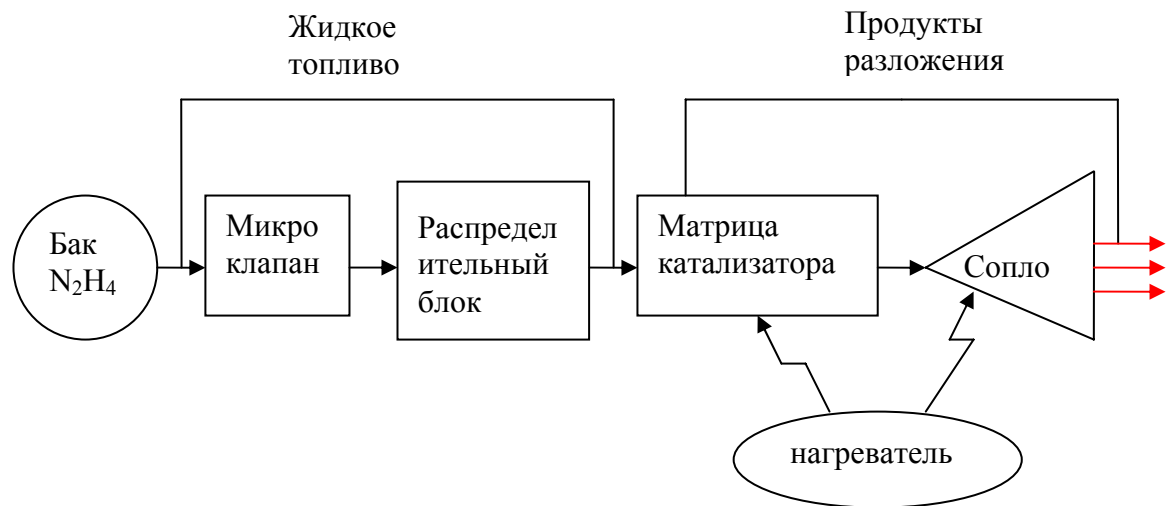 Жидкое
топливо
Продукты
разложения
Бак
N₂H₄
Микро
клапан
Распредел
ительный
блок
Матрица
катализатора
Сопло
нагреватель